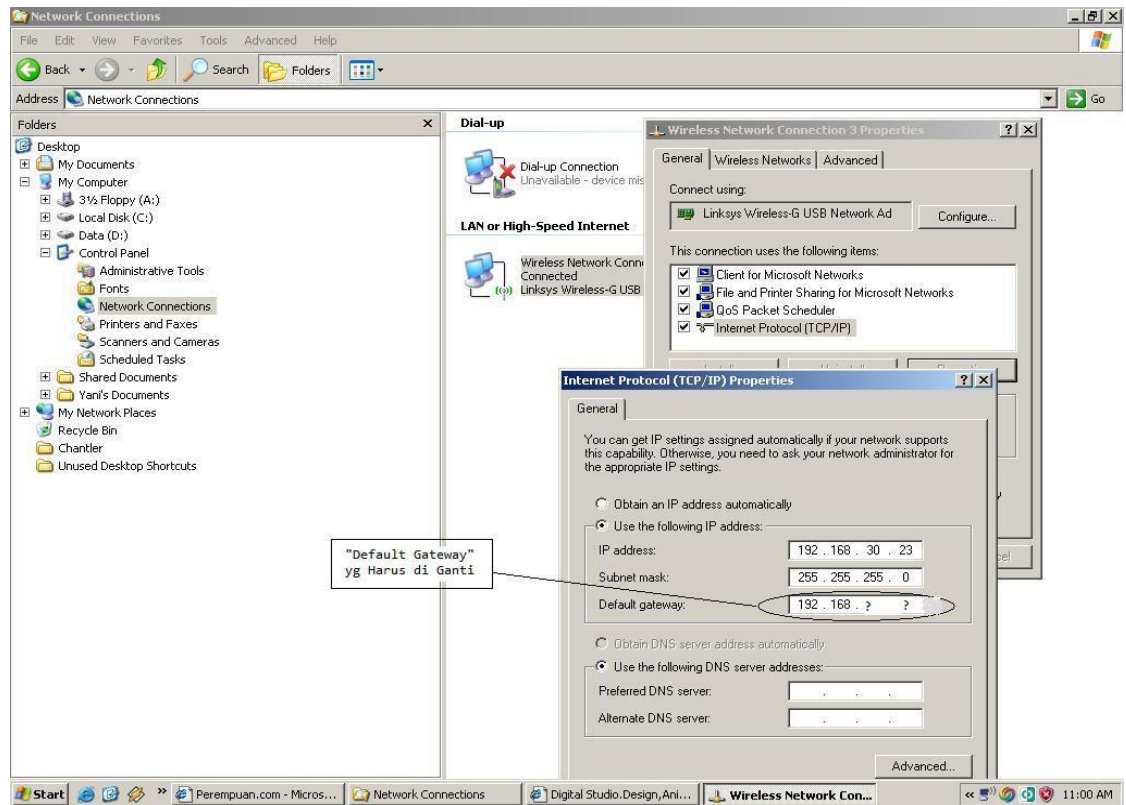 Network Connections
File Edit View Favorites Tools Advanced Help
Back Search Folders
Address Network Connections Go
Folders
Desktop
My Documents
My Computer
3½ Floppy (A:)
Local Disk (C:)
Data (D:)
Control Panel
Administrative Tools
Fonts
Network Connections
Printers and Faxes
Scanners and Cameras
Scheduled Tasks
Shared Documents
Yani's Documents
My Network Places
Recycle Bin
Chantler
Unused Desktop Shortcuts
Dial-up
Dial-up Connection
Unavailable - device mis
LAN or High-Speed Internet
Wireless Network Conn
Connected
Linksys Wireless-G USB
Wireless Network Connection 3 Properties
General Wireless Networks Advanced
Connect using:
Linksys Wireless-G USB Network Ad Configure...
This connection uses the following items:
Client for Microsoft Networks
File and Printer Sharing for Microsoft Networks
QoS Packet Scheduler
Internet Protocol (TCP/IP)
Internet Protocol (TCP/IP) Properties
General
You can get IP settings assigned automatically if your network supports
this capability. Otherwise, you need to ask your network administrator for
the appropriate IP settings.
Obtain an IP address automatically
Use the following IP address:
IP address: 192 . 168 . 30 . 23
Subnet mask: 255 . 255 . 255 . 0
Default gateway: 192 . 168 . ? ?
"Default Gateway"
yg Harus di Ganti
Obtain DNS server address automatically
Use the following DNS server addresses:
Preferred DNS server: . . .
Alternate DNS server: . . .
Advanced...
Start » Perempuan.com - Micros... Network Connections Digital Studio.Design,Ani... Wireless Network Con... « 11:00 AM